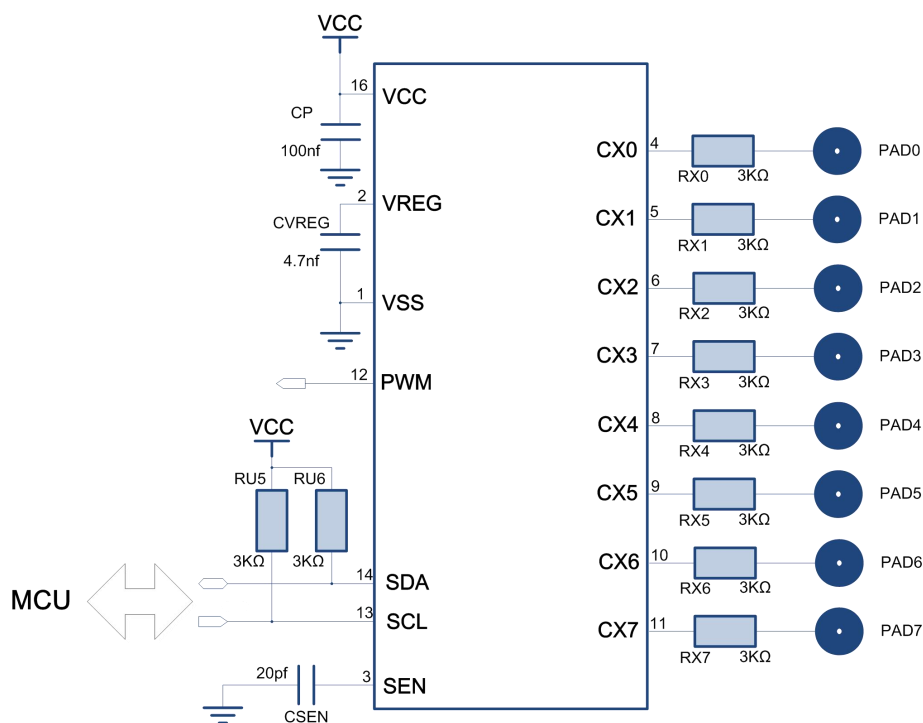 VCC
16
VCC
CP
100nf
2
VREG
CVREG
4.7nf
1
VSS
12
PWM
VCC
RU5
RU6
3KΩ
3KΩ
MCU
14
SDA
13
SCL
20pf
3
SEN
CSEN
CX0
4
RX0
3KΩ
PAD0
CX1
5
RX1
3KΩ
PAD1
CX2
6
RX2
3KΩ
PAD2
CX3
7
RX3
3KΩ
PAD3
CX4
8
RX4
3KΩ
PAD4
CX5
9
RX5
3KΩ
PAD5
CX6
10
RX6
3KΩ
PAD6
CX7
11
RX7
3KΩ
PAD7